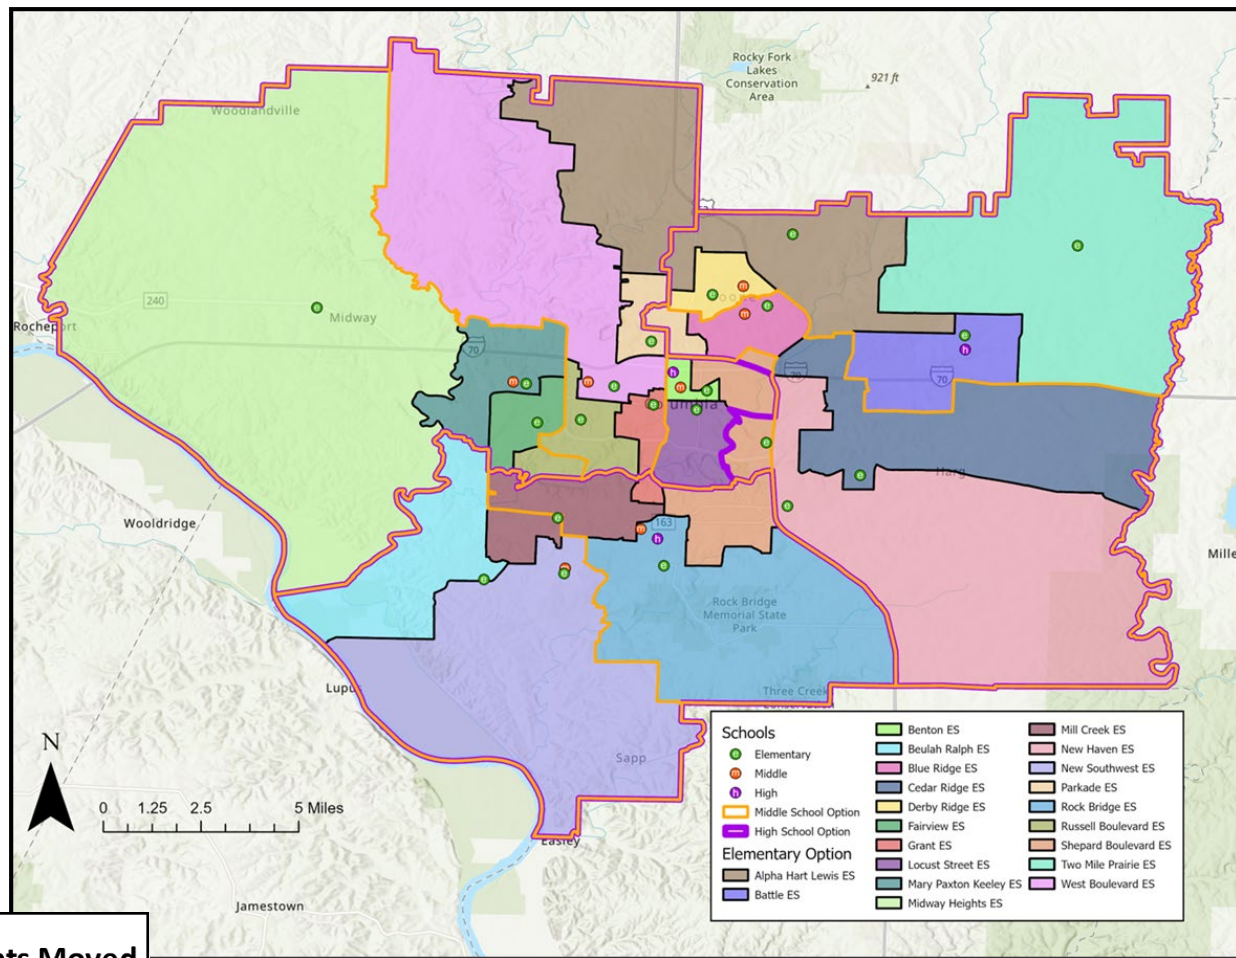 Rocky Fork
Lakes
Conservation
Area
921 ft
Woodlandville
240
Midway
Rocheport
70
70
70
Harg
Wooldridge
163
Mille
Rock Bridge
Memorial State
Park
Lupu
Three Creek
Sapp
Easley
Jamestown
N
0 1.25 2.5 5 Miles
Schools
e Elementary
m Middle
h High
Middle School Option
High School Option
Elementary Option
Alpha Hart Lewis ES
Battle ES
Benton ES
Beulah Ralph ES
Blue Ridge ES
Cedar Ridge ES
Derby Ridge ES
Fairview ES
Grant ES
Locust Street ES
Mary Paxton Keeley ES
Midway Heights ES
Mill Creek ES
New Haven ES
New Southwest ES
Parkade ES
Rock Bridge ES
Russell Boulevard ES
Shepard Boulevard ES
Two Mile Prairie ES
West Boulevard ES
nts Moved